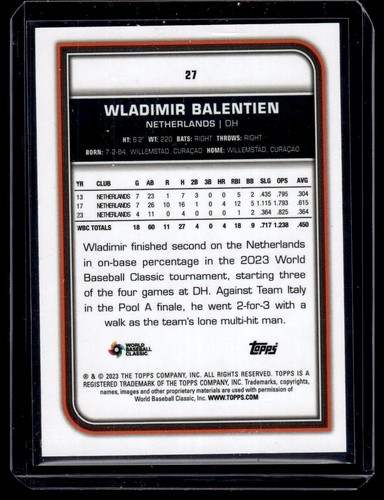 27
WLADIMIR BALENTIEN
NETHERLANDS | DH
HT: 6'2" WT: 220 BATS: RIGHT THROWS: RIGHT
BORN: 7-2-84, WILLEMSTAD, CURAÇAO HOME: WILLEMSTAD, CURAÇAO
YR CLUB G AB R H 2B 3B HR RBI BB SLG OPS AVG
13 NETHERLANDS 7 23 1 7 3 0 0 5 2 .435 .795 .304
17 NETHERLANDS 7 26 10 16 1 0 4 12 5 1.115 1.793 .615
23 NETHERLANDS 4 11 0 4 0 0 0 1 2 .364 .825 .364
WBC TOTALS 18 60 11 27 4 0 4 18 9 .717 1.238 .450
Wladimir finished second on the Netherlands
in on-base percentage in the 2023 World
Baseball Classic tournament, starting three
of the four games at DH. Against Team Italy
in the Pool A finale, he went 2-for-3 with a
walk as the team's lone multi-hit man.
WORLD
BASEBALL
CLASSIC
Topps
® & © 2023 THE TOPPS COMPANY, INC. ALL RIGHTS RESERVED. TOPPS IS A
REGISTERED TRADEMARK OF THE TOPPS COMPANY, INC. Trademarks, copyrights,
names, images and other proprietary materials are used with permission of
World Baseball Classic, Inc. WWW.TOPPS.COM